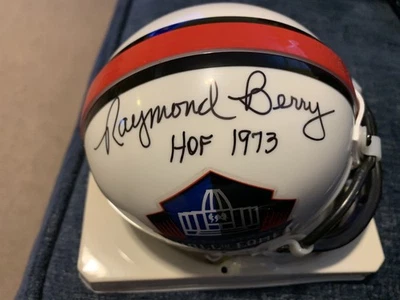 Raymond Berry
HOF 1973